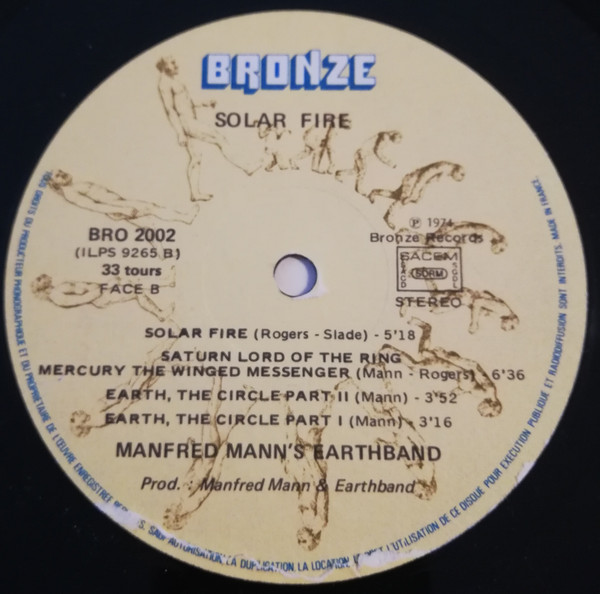 BRONZE
SOLAR FIRE
BRO 2002
(ILPS 9265 B)
33 tours
FACE B
℗ 1974
Bronze Records
SACEM
SACD
SDRM
SGDL
STEREO
SOLAR FIRE (Rogers - Slade) - 5'18
SATURN LORD OF THE RING
MERCURY THE WINGED MESSENGER (Mann - Rogers) - 6'36
EARTH, THE CIRCLE PART II (Mann) - 3'52
EARTH, THE CIRCLE PART I (Mann) - 3'16
MANFRED MANN'S EARTHBAND
Prod. : Manfred Mann & Earthband
TOUS DROITS DU PRODUCTEUR PHONOGRAPHIQUE ET DU PROPRIETAIRE DE L'ŒUVRE ENREGISTREE S. SAUF AUTORISATION, LA DUPLICATION, LA LOCATION, L'UTILISATION DE CE DISQUE POUR EXECUTION PUBLIQUE ET RADIODIFFUSION SONT INTERDITS. MADE IN FRANCE.